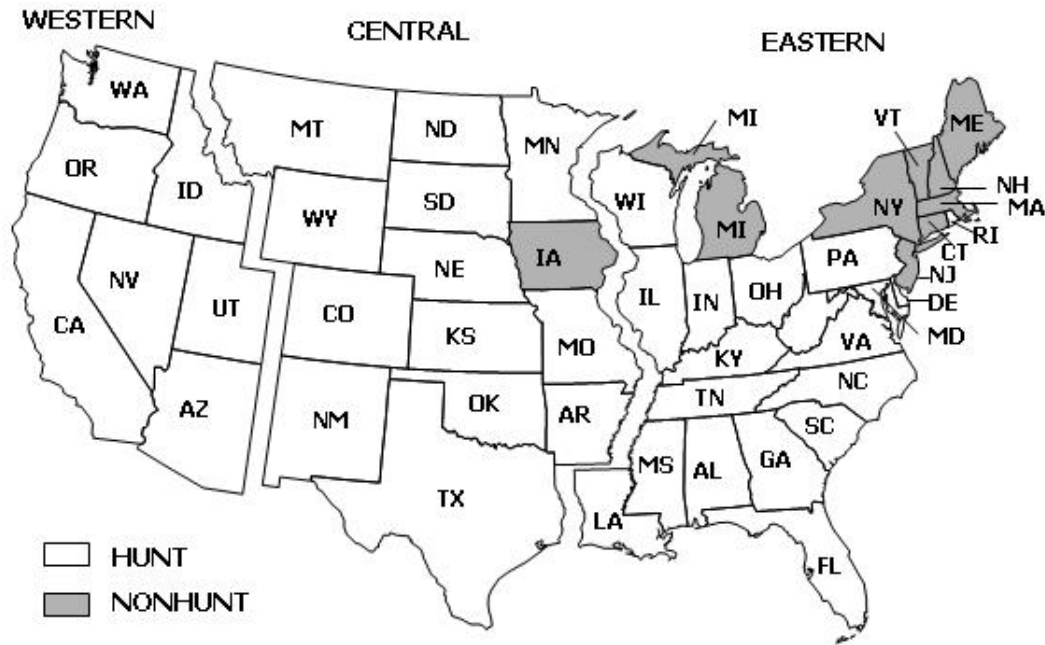 WESTERN
CENTRAL
EASTERN
WA
MT
ND
MN
MI
VT
ME
OR
ID
WY
SD
WI
NY
NH
MA
RI
CT
NJ
MI
IA
NE
NV
UT
CO
KS
CA
IL
IN
OH
PA
DE
MD
MO
KY
VA
AZ
NM
OK
AR
TN
NC
SC
TX
MS
AL
GA
LA
FL
HUNT
NONHUNT